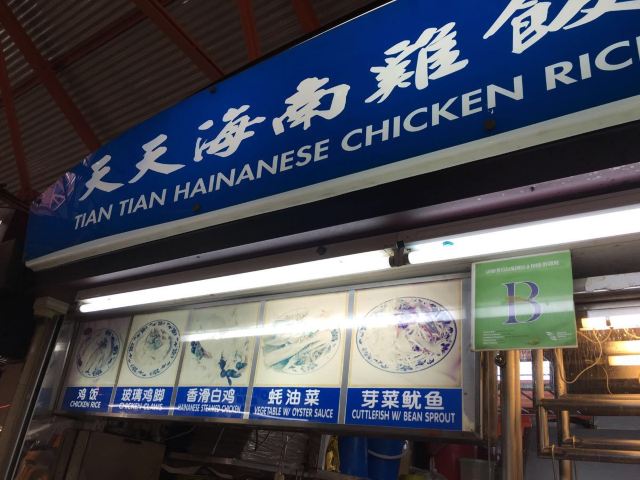 天天海南雞飯
TIAN TIAN HAINANESE CHICKEN RIC
鸡饭
CHICKEN RICE
玻璃鸡脚
CHICKEN CLAWS
香滑白鸡
HAINANESE STEAMED CHICKEN
蚝油菜
VEGETABLE W/ OYSTER SAUCE
芽菜鱿鱼
CUTTLEFISH W/ BEAN SPROUT
B